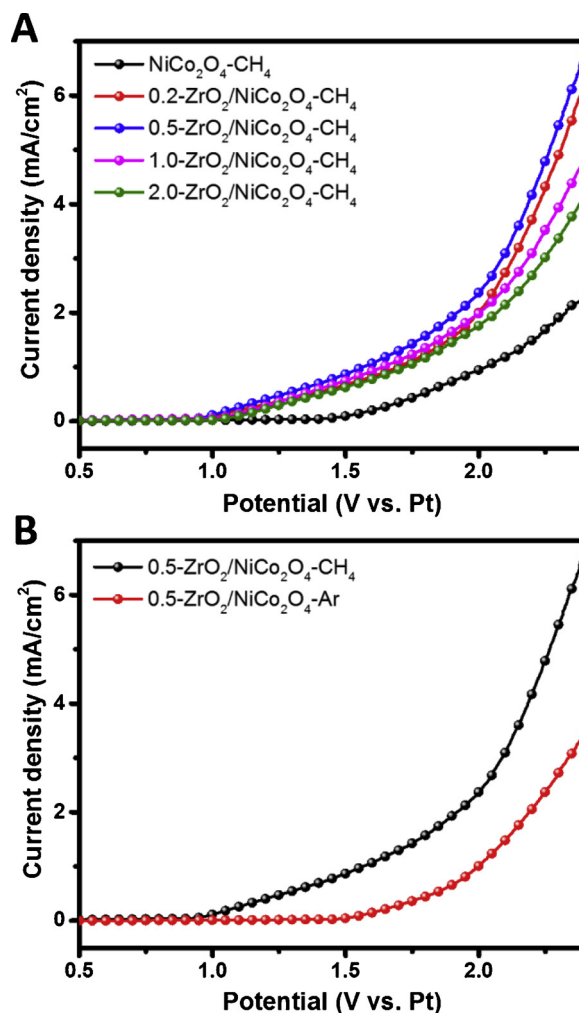 A
NiCo₂O₄-CH₄
0.2-ZrO₂/NiCo₂O₄-CH₄
0.5-ZrO₂/NiCo₂O₄-CH₄
1.0-ZrO₂/NiCo₂O₄-CH₄
2.0-ZrO₂/NiCo₂O₄-CH₄
Current density (mA/cm²)
6
4
2
0
0.5 1.0 1.5 2.0
Potential (V vs. Pt)
B
0.5-ZrO₂/NiCo₂O₄-CH₄
0.5-ZrO₂/NiCo₂O₄-Ar
Current density (mA/cm²)
6
4
2
0
0.5 1.0 1.5 2.0
Potential (V vs. Pt)